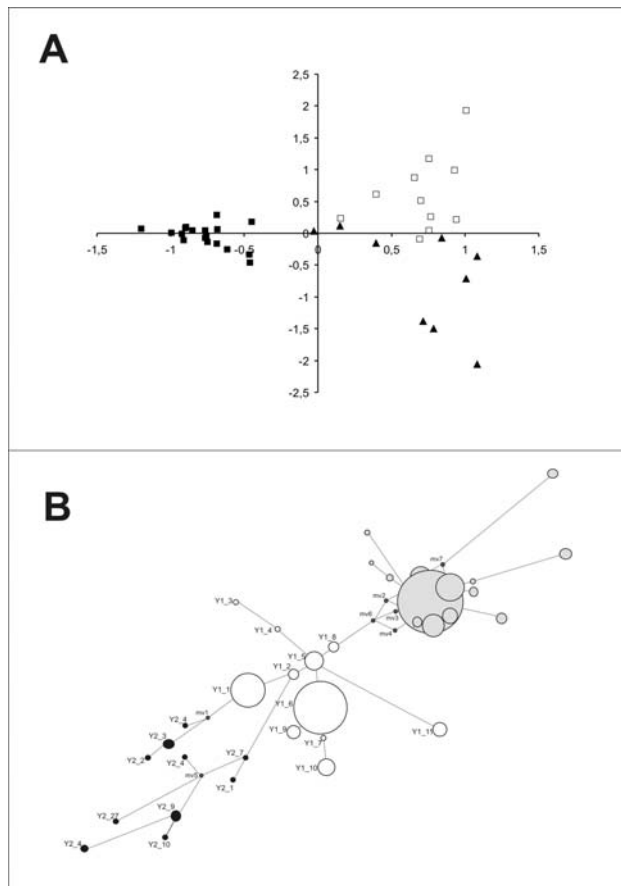 A
2,5
2
1,5
1
0,5
0
-0,5
-1
-1,5
-2
-2,5
-1,5 -1 -0,5 0 0,5 1 1,5
B
mv7
mv2
mv3
mv6
mv4
Y1_3
Y1_4
Y1_8
Y1_5
Y1_2
Y1_1
Y1_6
Y1_9
Y1_7
Y1_10
Y1_11
mv1
Y2_4
Y2_3
Y2_2
Y2_4
Y2_7
Y2_1
Y2_27
Y2_9
Y2_10
Y2_4